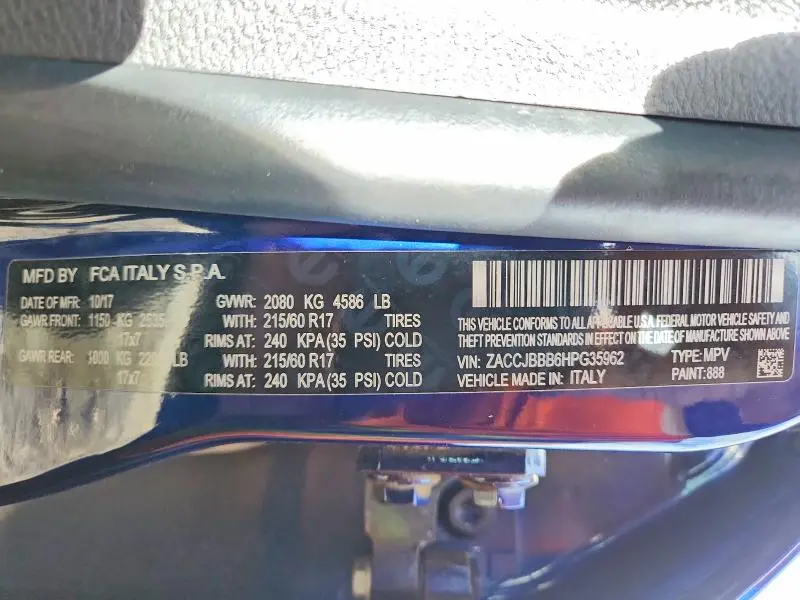 MFD BY FCA ITALY S.P.A.
DATE OF MFR: 10/17 GVWR: 2080 KG 4586 LB
GAWR FRONT: 1150 KG WITH: 215/60 R17 TIRES
17x7 RIMS AT: 240 KPA (35 PSI) COLD
GAWR REAR: 1000 KG LB WITH: 215/60 R17 TIRES
17x7 RIMS AT: 240 KPA (35 PSI) COLD
THIS VEHICLE CONFORMS TO ALL APPLICABLE U.S.A. FEDERAL MOTOR VEHICLE SAFETY
THEFT PREVENTION STANDARDS IN EFFECT ON THE DATE OF MANUFACTURE SHOWN ABOVE
VIN: ZACCJBBB6HPG35962 TYPE: MPV
VEHICLE MADE IN: ITALY PAINT: 888